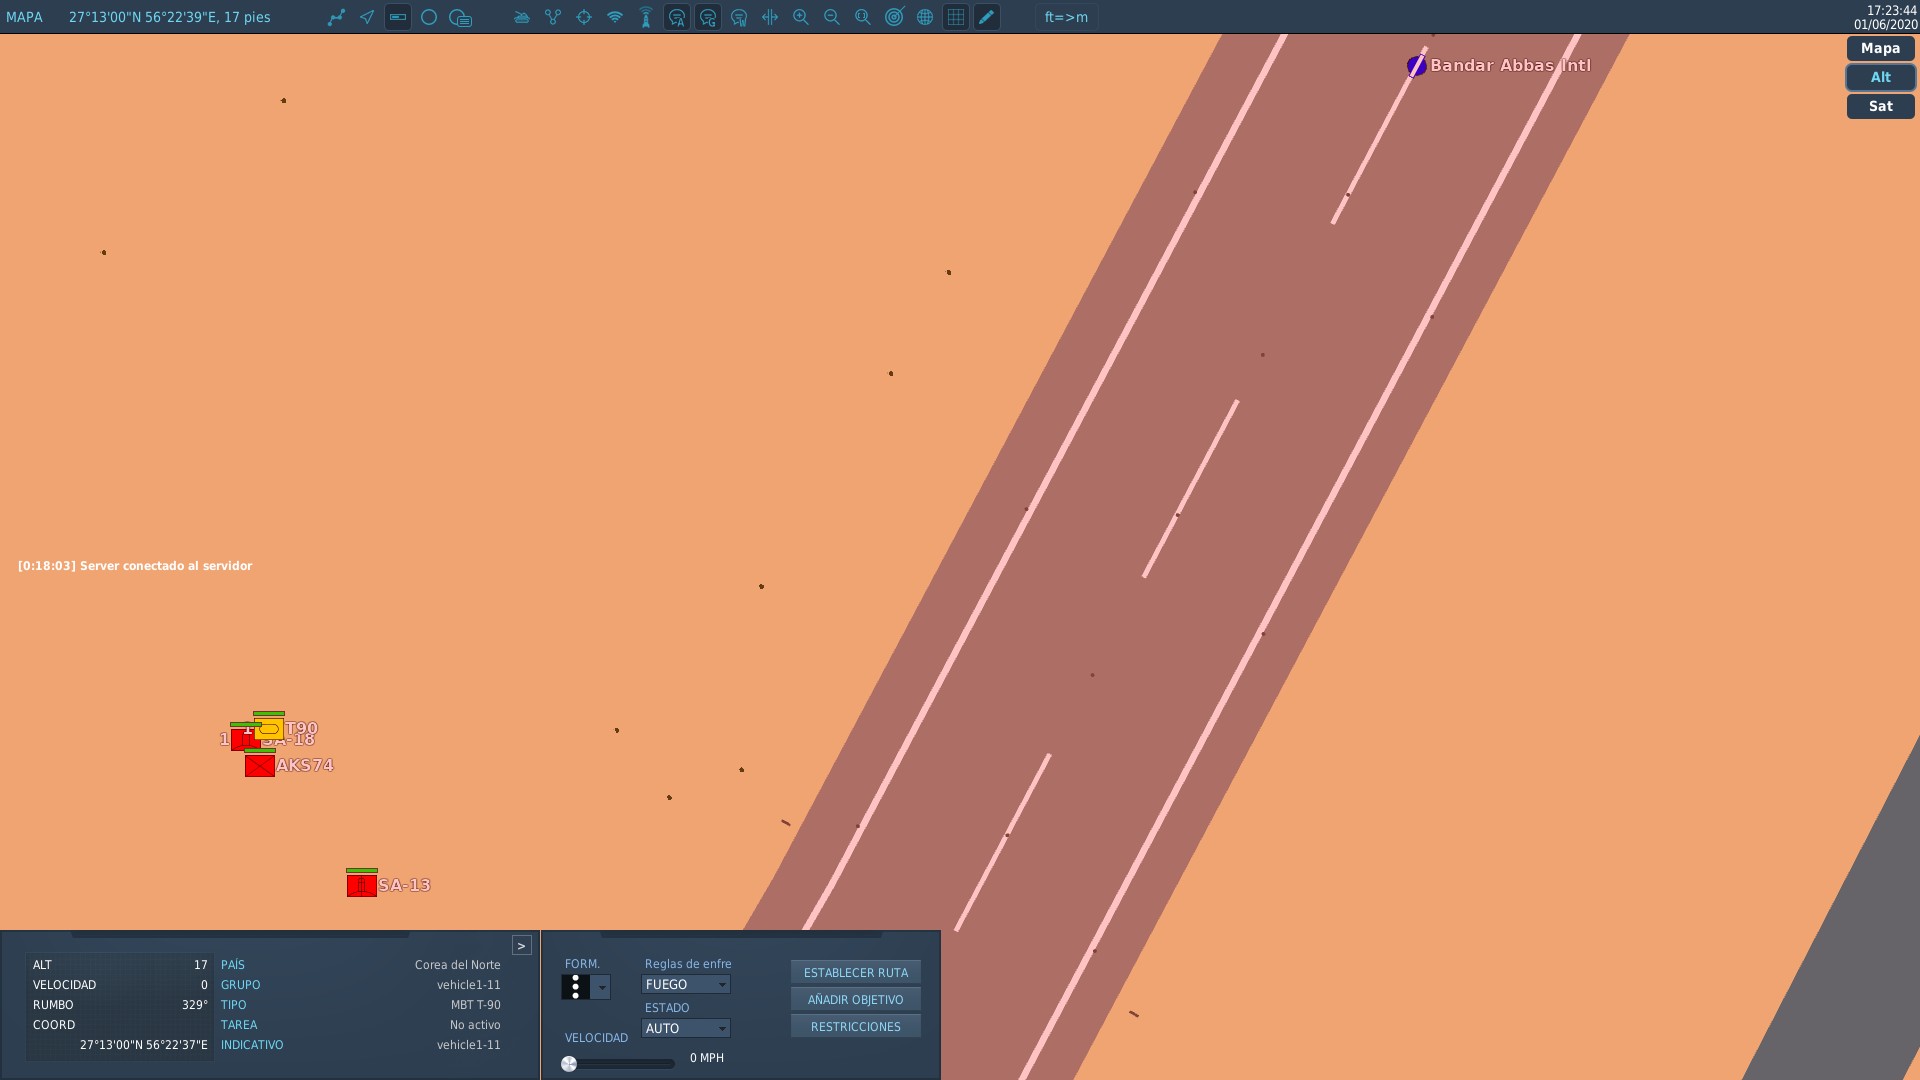 MAPA 27°13'00"N 56°22'39"E, 17 pies ft=>m 17:23:44
01/06/2020
Mapa
Alt
Sat
Bandar Abbas Intl
[0:18:03] Server conectado al servidor
T90
SA-18
AKS74
SA-13
>
ALT 17
VELOCIDAD 0
RUMBO 329°
COORD
27°13'00"N 56°22'37"E
PAÍS Corea del Norte
GRUPO vehicle1-11
TIPO MBT T-90
TAREA No activo
INDICATIVO vehicle1-11
FORM.
Reglas de enfre
FUEGO
ESTADO
AUTO
VELOCIDAD
0 MPH
ESTABLECER RUTA
AÑADIR OBJETIVO
RESTRICCIONES